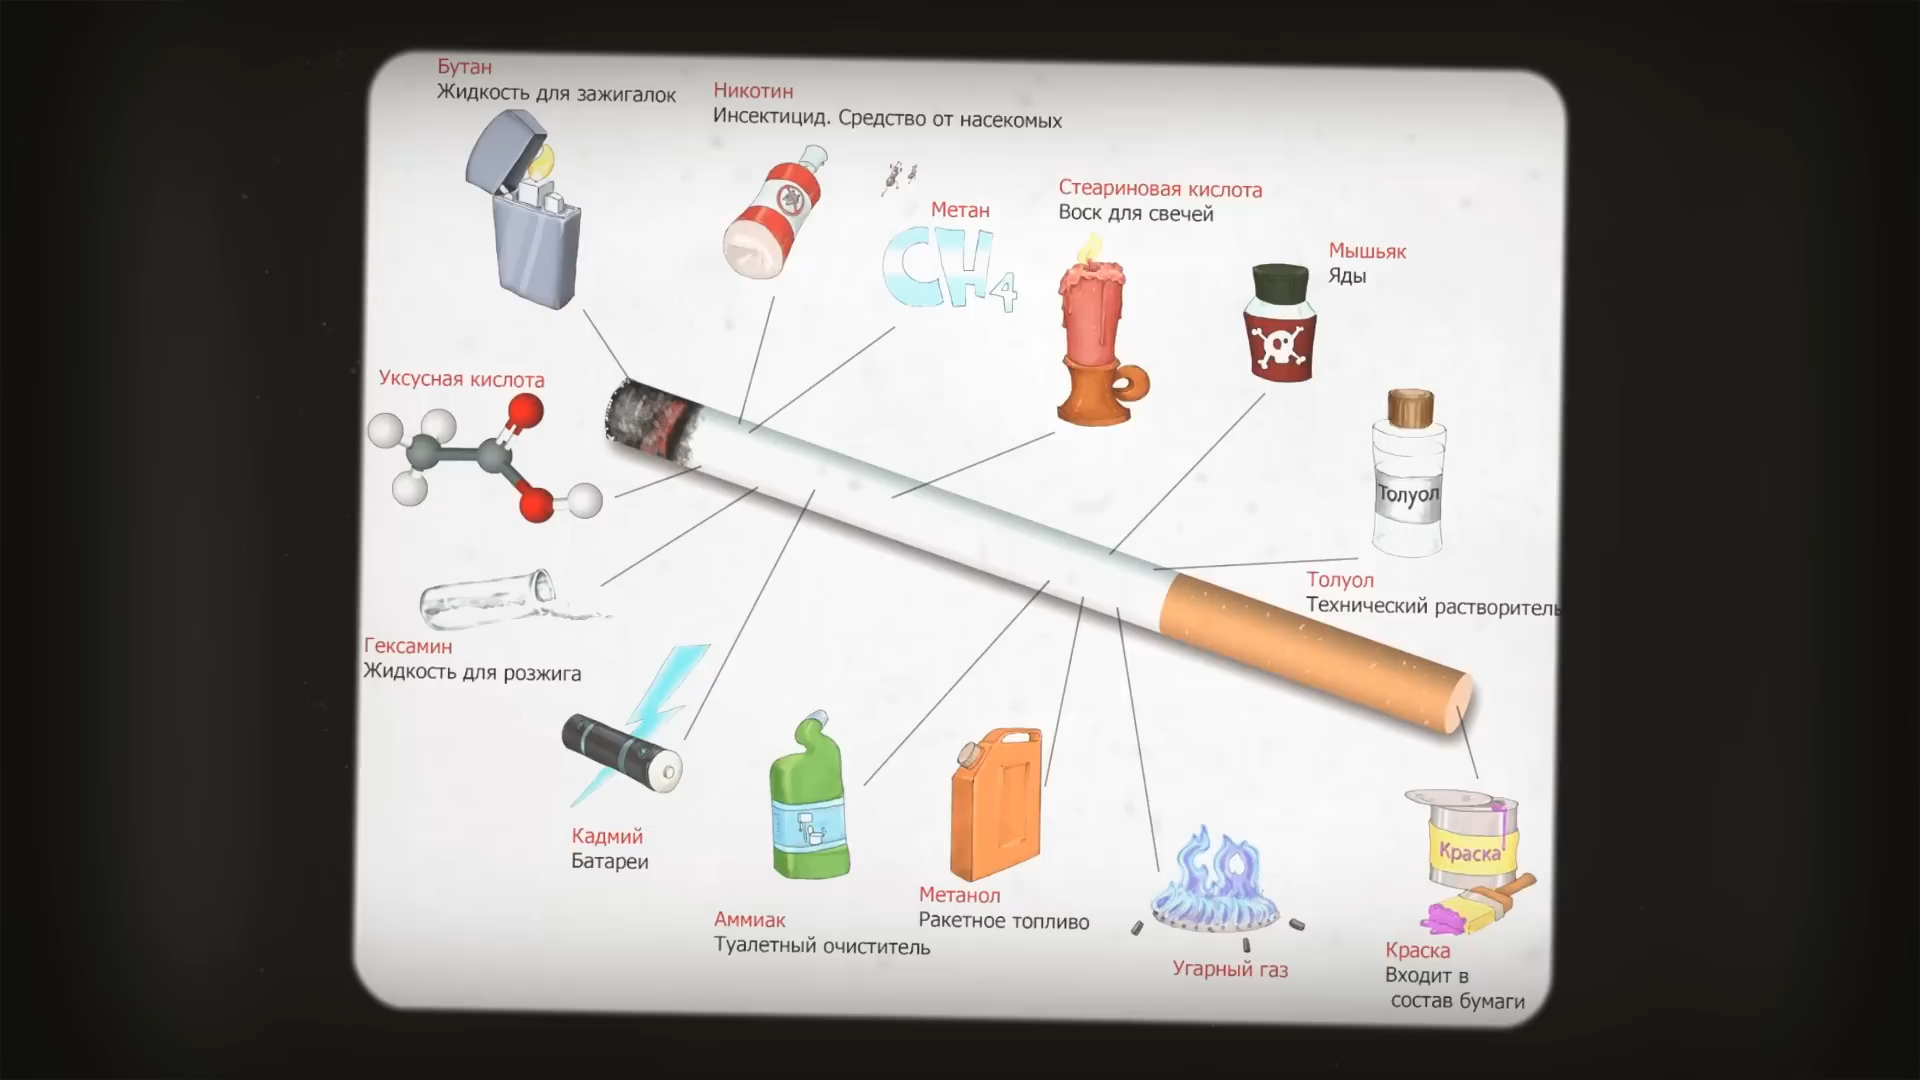 Бутан
Жидкость для зажигалок
Никотин
Инсектицид. Средство от насекомых
Метан
CH4
Стеариновая кислота
Воск для свечей
Мышьяк
Яды
Уксусная кислота
Толуол
Толуол
Технический растворитель
Гексамин
Жидкость для розжига
Кадмий
Батареи
Аммиак
Туалетный очиститель
Метанол
Ракетное топливо
Угарный газ
Краска
Краска
Входит в
состав бумаги